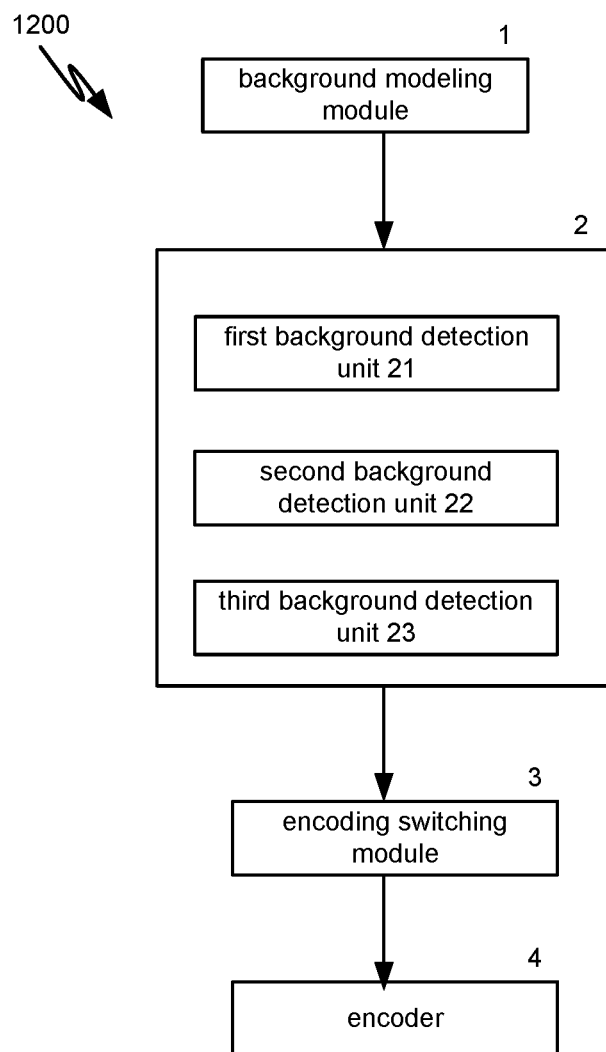 1200
1
background modeling
module
2
first background detection
unit 21
second background
detection unit 22
third background detection
unit 23
3
encoding switching
module
4
encoder